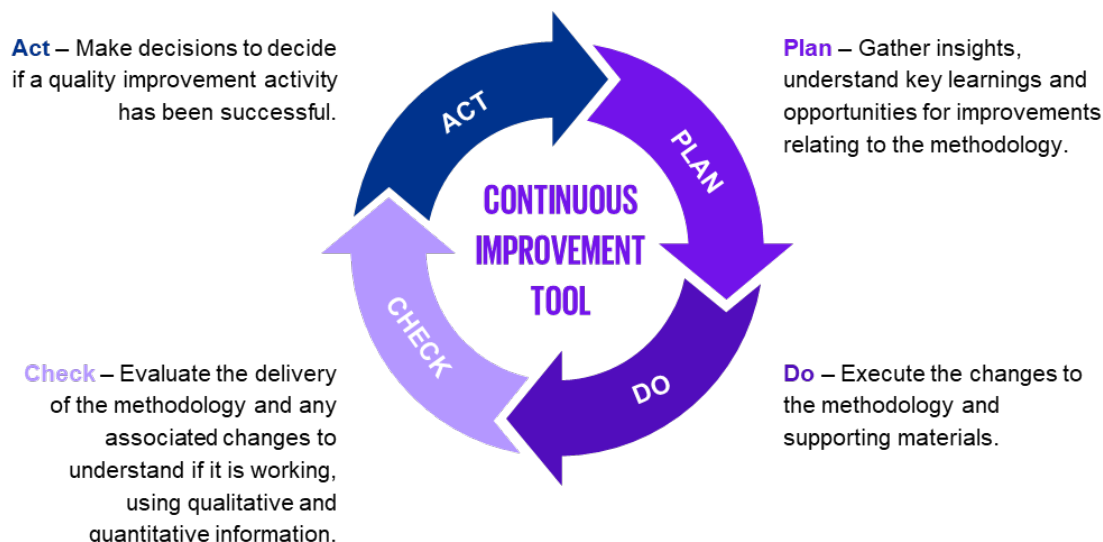 Act – Make decisions to decide
if a quality improvement activity
has been successful.
ACT
PLAN
Plan – Gather insights,
understand key learnings and
opportunities for improvements
relating to the methodology.
CONTINUOUS
IMPROVEMENT
TOOL
Check – Evaluate the delivery
of the methodology and any
associated changes to
understand if it is working,
using qualitative and
quantitative information.
CHECK
DO
Do – Execute the changes to
the methodology and
supporting materials.